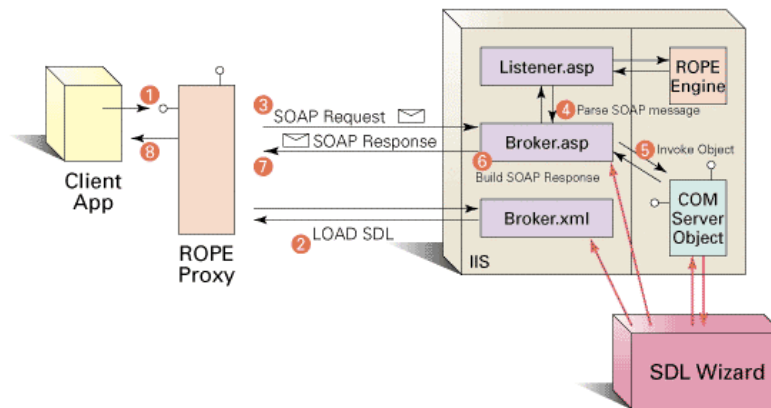 Client
App
1
8
ROPE
Proxy
3
SOAP Request
SOAP Response
7
2 LOAD SDL
Listener.asp
ROPE
Engine
4 Parse SOAP message
Broker.asp
6
Build SOAP Response
5 Invoke Object
COM
Server
Object
Broker.xml
IIS
SDL Wizard